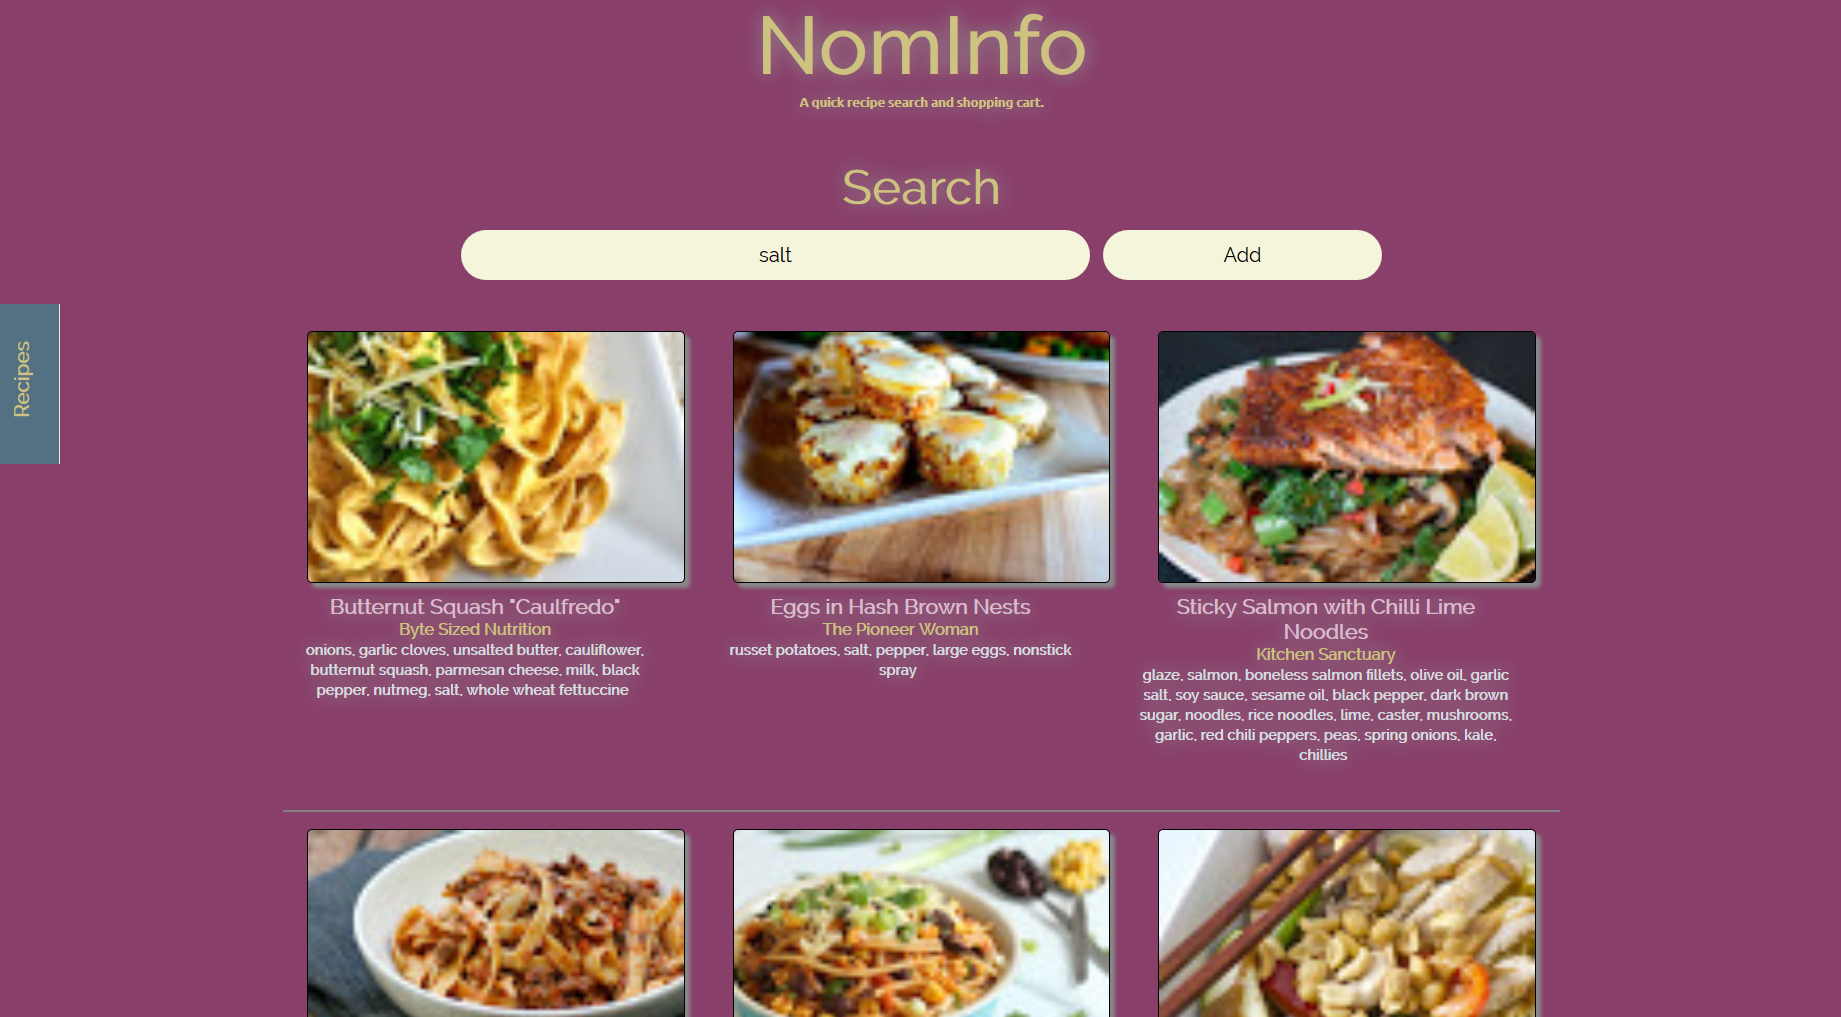 NomInfo
A quick recipe search and shopping cart.
Search
salt
Add
Recipes
Butternut Squash "Caulfredo"
Byte Sized Nutrition
onions, garlic cloves, unsalted butter, cauliflower,
butternut squash, parmesan cheese, milk, black
pepper, nutmeg, salt, whole wheat fettuccine
Eggs in Hash Brown Nests
The Pioneer Woman
russet potatoes, salt, pepper, large eggs, nonstick
spray
Sticky Salmon with Chilli Lime
Noodles
Kitchen Sanctuary
glaze, salmon, boneless salmon fillets, olive oil, garlic
salt, soy sauce, sesame oil, black pepper, dark brown
sugar, noodles, rice noodles, lime, caster, mushrooms,
garlic, red chili peppers, peas, spring onions, kale,
chillies